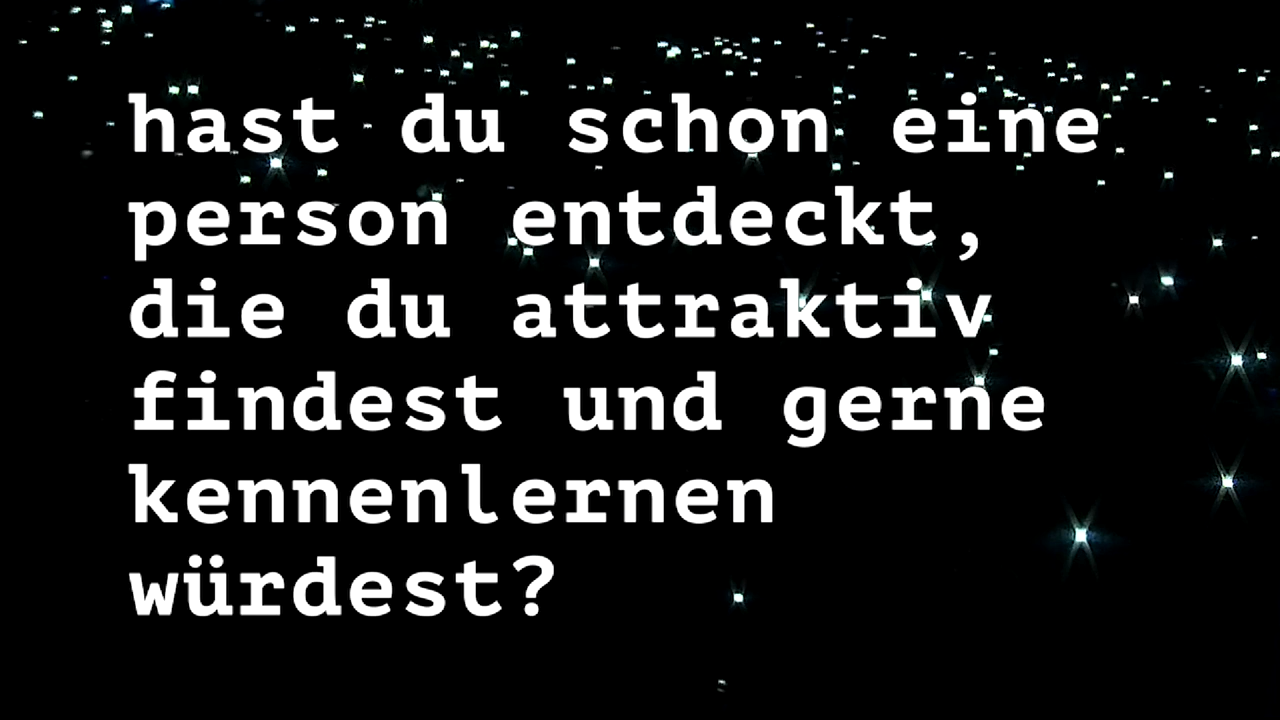 hast du schon eine
person entdeckt,
die du attraktiv
findest und gerne
kennenlernen
würdest?